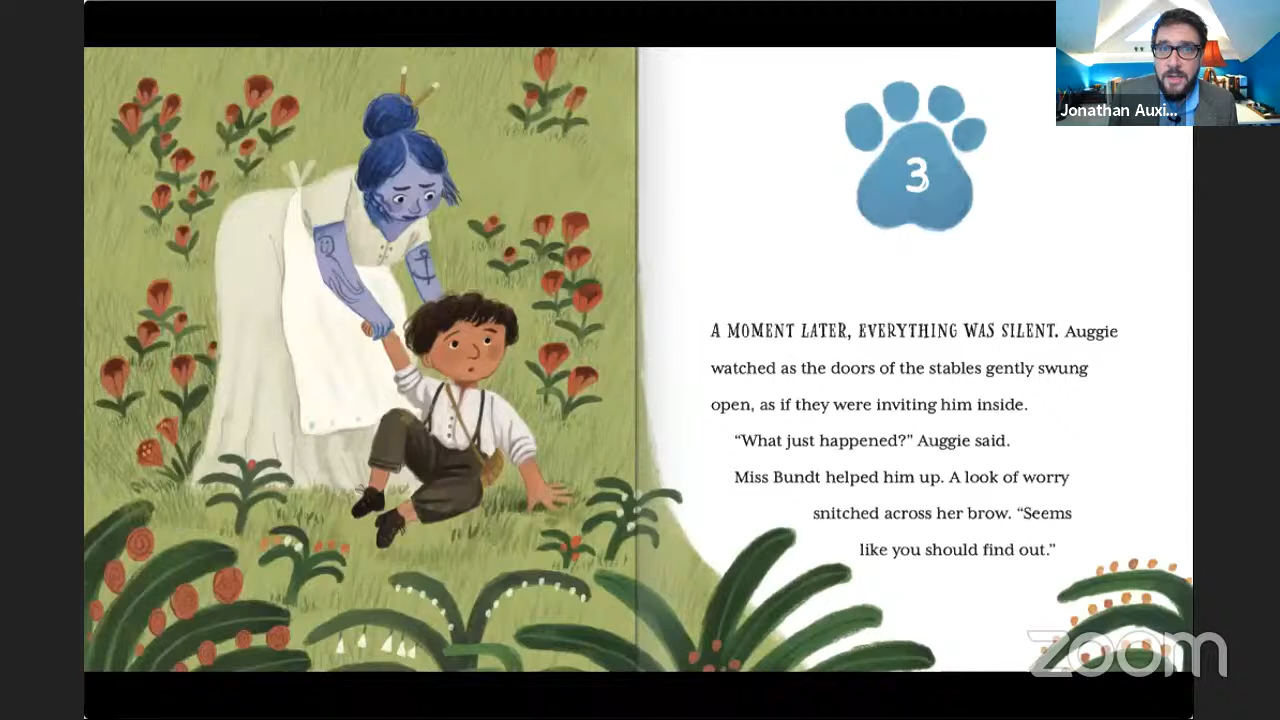 Jonathan Auxi...
3
A MOMENT LATER, EVERYTHING WAS SILENT. Auggie
watched as the doors of the stables gently swung
open, as if they were inviting him inside.
“What just happened?” Auggie said.
Miss Bundt helped him up. A look of worry
snitched across her brow. “Seems
like you should find out.”
zoom